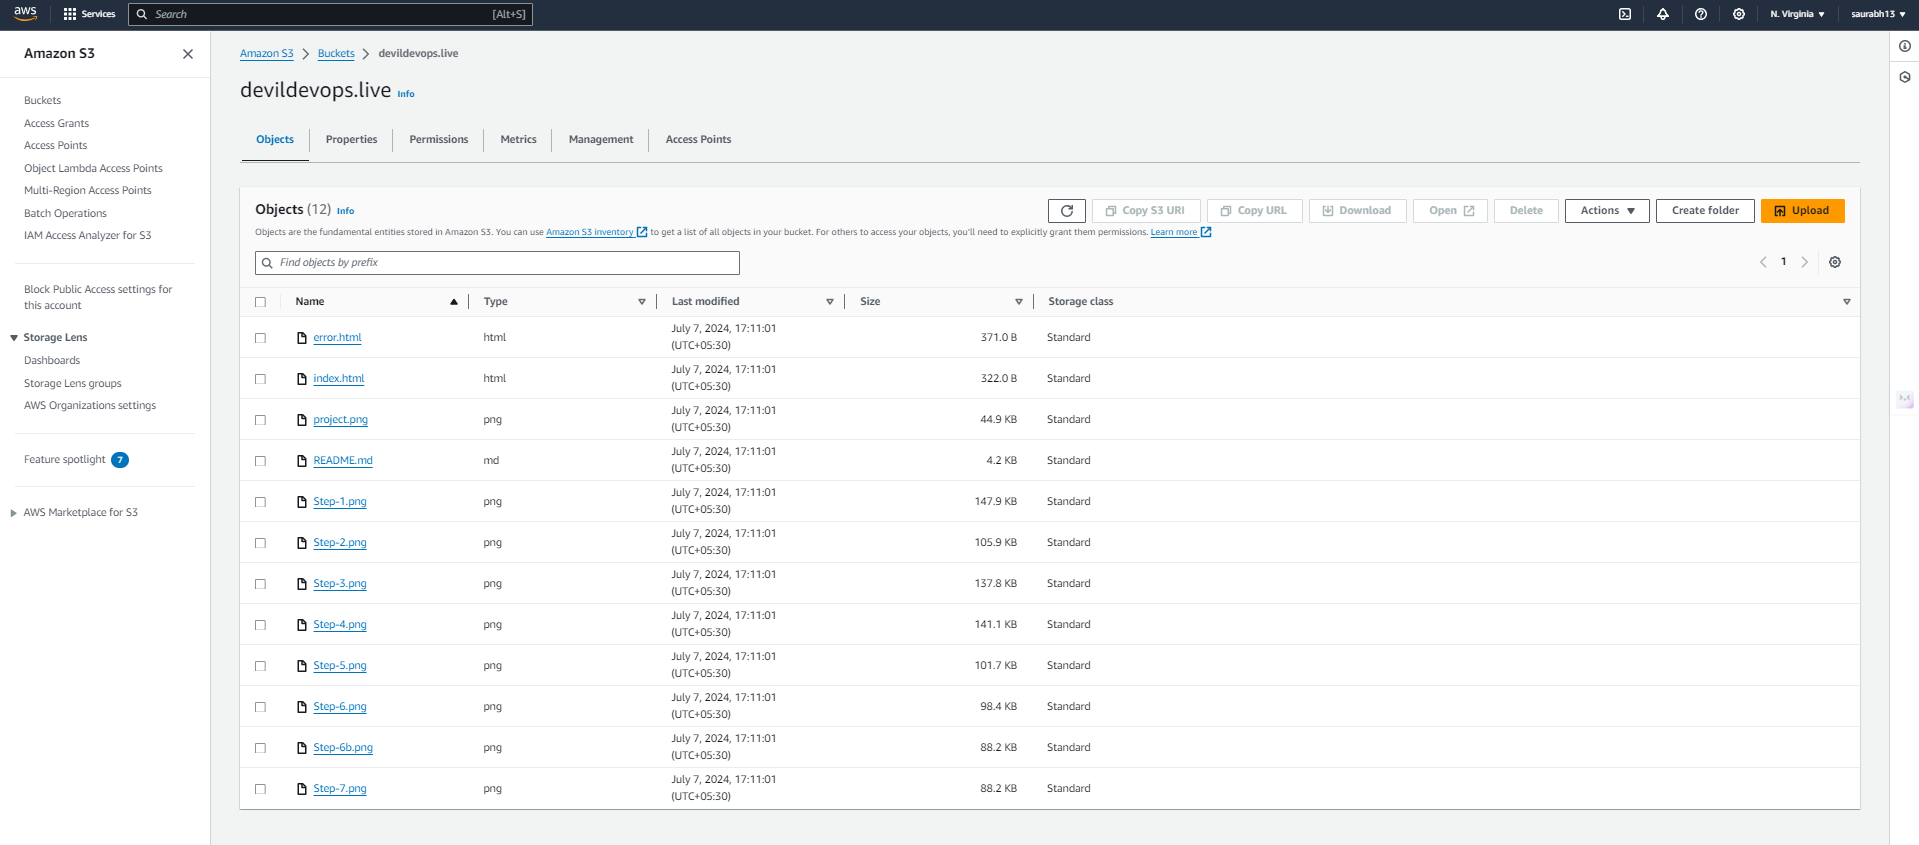 aws Services Search [Alt+S] N. Virginia saurabh13
Amazon S3
Buckets
Access Grants
Access Points
Object Lambda Access Points
Multi-Region Access Points
Batch Operations
IAM Access Analyzer for S3
Block Public Access settings for
this account
Storage Lens
Dashboards
Storage Lens groups
AWS Organizations settings
Feature spotlight 7
AWS Marketplace for S3
Amazon S3 Buckets devildevops.live
devildevops.live Info
Objects Properties Permissions Metrics Management Access Points
Objects (12) Info Copy S3 URI Copy URL Download Open Delete Actions Create folder Upload
Objects are the fundamental entities stored in Amazon S3. You can use Amazon S3 inventory to get a list of all objects in your bucket. For others to access your objects, you'll need to explicitly grant them permissions. Learn more
Find objects by prefix 1
Name Type Last modified Size Storage class
error.html html July 7, 2024, 17:11:01 (UTC+05:30) 371.0 B Standard
index.html html July 7, 2024, 17:11:01 (UTC+05:30) 322.0 B Standard
project.png png July 7, 2024, 17:11:01 (UTC+05:30) 44.9 KB Standard
README.md md July 7, 2024, 17:11:01 (UTC+05:30) 4.2 KB Standard
Step-1.png png July 7, 2024, 17:11:01 (UTC+05:30) 147.9 KB Standard
Step-2.png png July 7, 2024, 17:11:01 (UTC+05:30) 105.9 KB Standard
Step-3.png png July 7, 2024, 17:11:01 (UTC+05:30) 137.8 KB Standard
Step-4.png png July 7, 2024, 17:11:01 (UTC+05:30) 141.1 KB Standard
Step-5.png png July 7, 2024, 17:11:01 (UTC+05:30) 101.7 KB Standard
Step-6.png png July 7, 2024, 17:11:01 (UTC+05:30) 98.4 KB Standard
Step-6b.png png July 7, 2024, 17:11:01 (UTC+05:30) 88.2 KB Standard
Step-7.png png July 7, 2024, 17:11:01 (UTC+05:30) 88.2 KB Standard